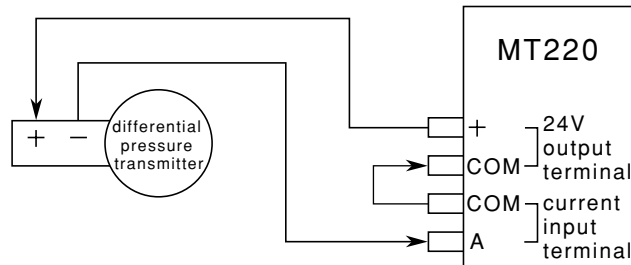 MT220
+ −
differential
pressure
transmitter
+
24V
output
terminal
COM
COM
current
input
terminal
A